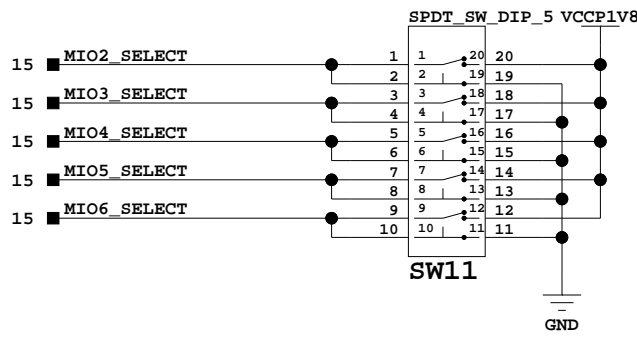 SPDT_SW_DIP_5 VCCP1V8
15 MIO2_SELECT 1 1 20 20
2 2 19 19
15 MIO3_SELECT 3 3 18 18
4 4 17 17
15 MIO4_SELECT 5 5 16 16
6 6 15 15
15 MIO5_SELECT 7 7 14 14
8 8 13 13
15 MIO6_SELECT 9 9 12 12
10 10 11 11
SW11
GND